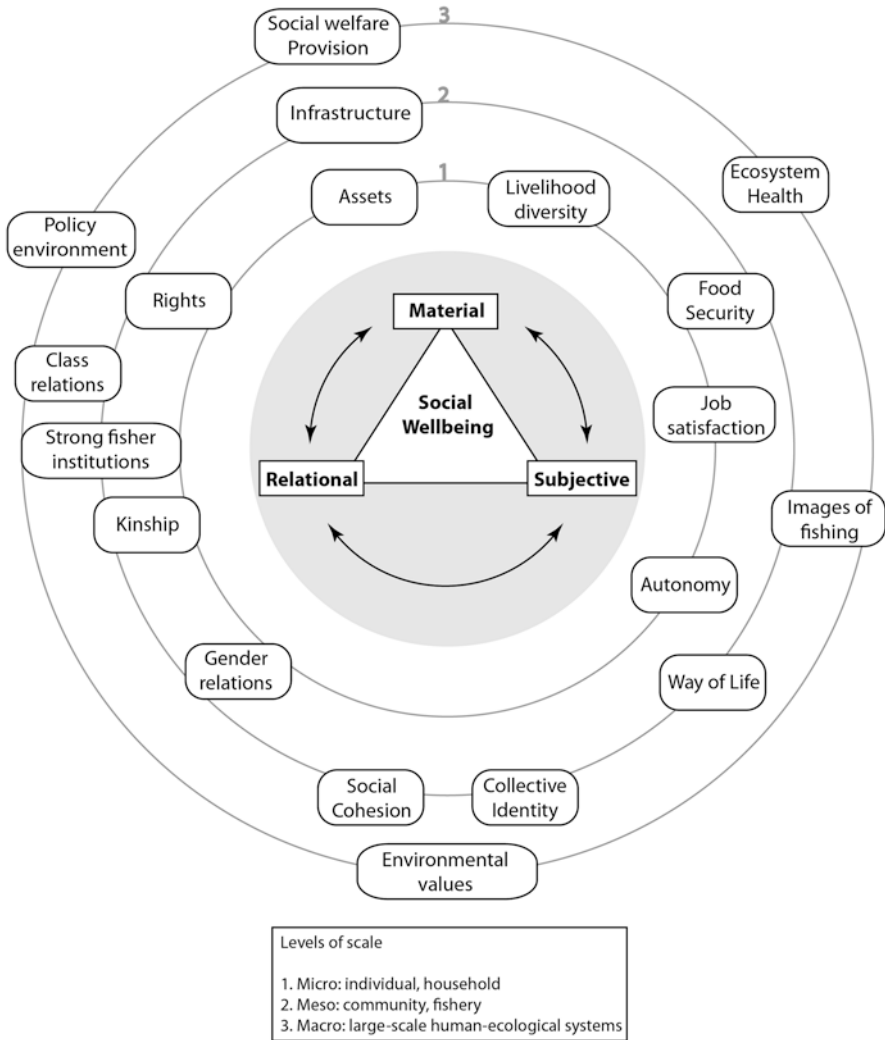 3
Social welfare
Provision
2
Infrastructure
1
Assets
Livelihood
diversity
Ecosystem
Health
Policy
environment
Rights
Food
Security
Material
Class
relations
Social
Wellbeing
Job
satisfaction
Strong fisher
institutions
Relational
Subjective
Kinship
Images of
fishing
Autonomy
Gender
relations
Way of Life
Social
Cohesion
Collective
Identity
Environmental
values
Levels of scale
1. Micro: individual, household
2. Meso: community, fishery
3. Macro: large-scale human-ecological systems